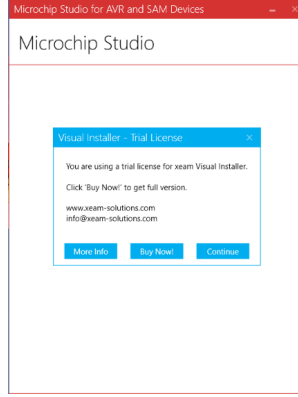 Microchip Studio for AVR and SAM Devices
Microchip Studio
Visual Installer - Trial License
You are using a trial license for xeam Visual Installer.
Click 'Buy Now!' to get full version.
www.xeam-solutions.com
info@xeam-solutions.com
More Info Buy Now! Continue